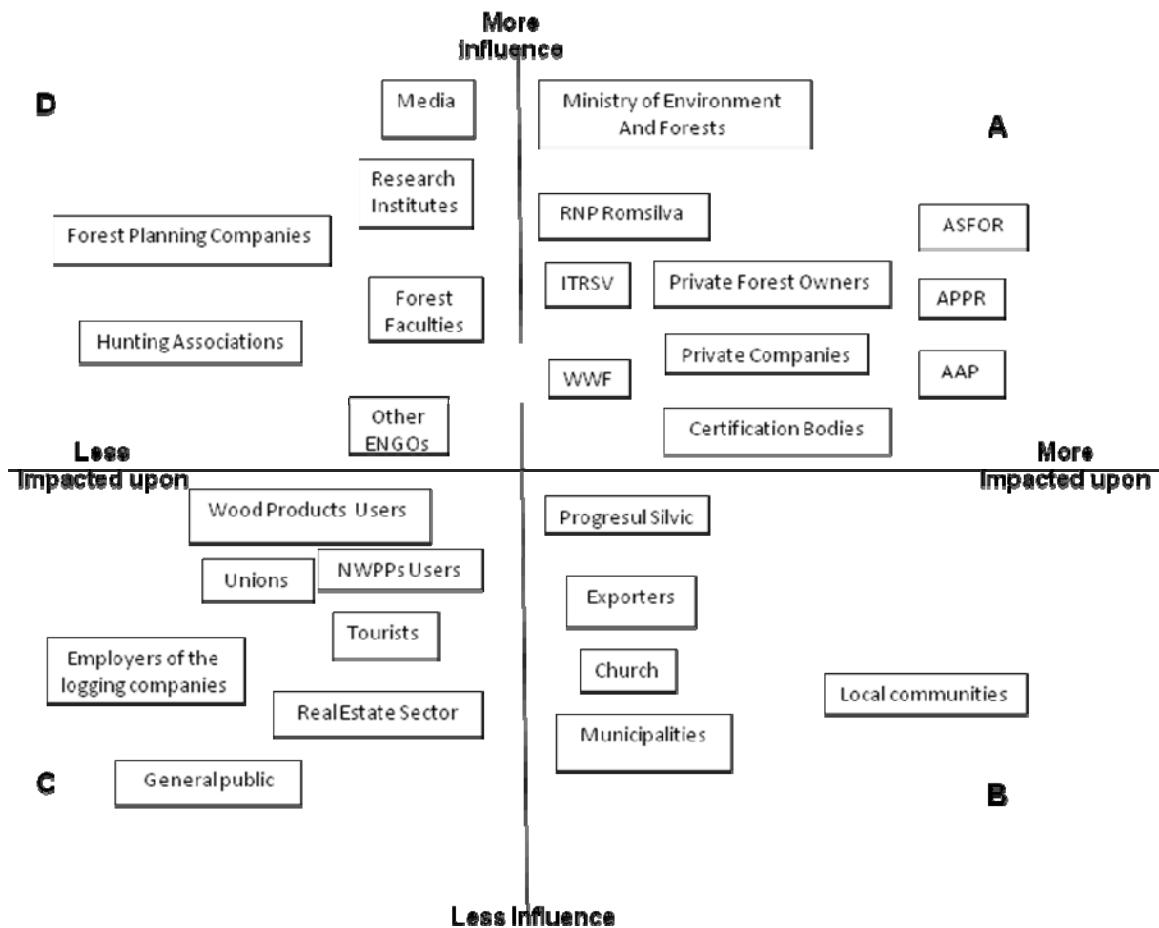 More
influence
D
Media
Ministry of Environment
And Forests
A
Research
Institutes
RNP Romsilva
ASFOR
Forest Planning Companies
ITRSV
Private Forest Owners
APPR
Forest
Faculties
Hunting Associations
Private Companies
WWF
AAP
Other
ENGOs
Certification Bodies
Less
Impacted upon
More
Impacted upon
Wood Products Users
Progresul Silvic
Unions
NWPPs Users
Exporters
Tourists
Employers of the
logging companies
Church
Local communities
Real Estate Sector
Municipalities
General public
C
B
Less Influence